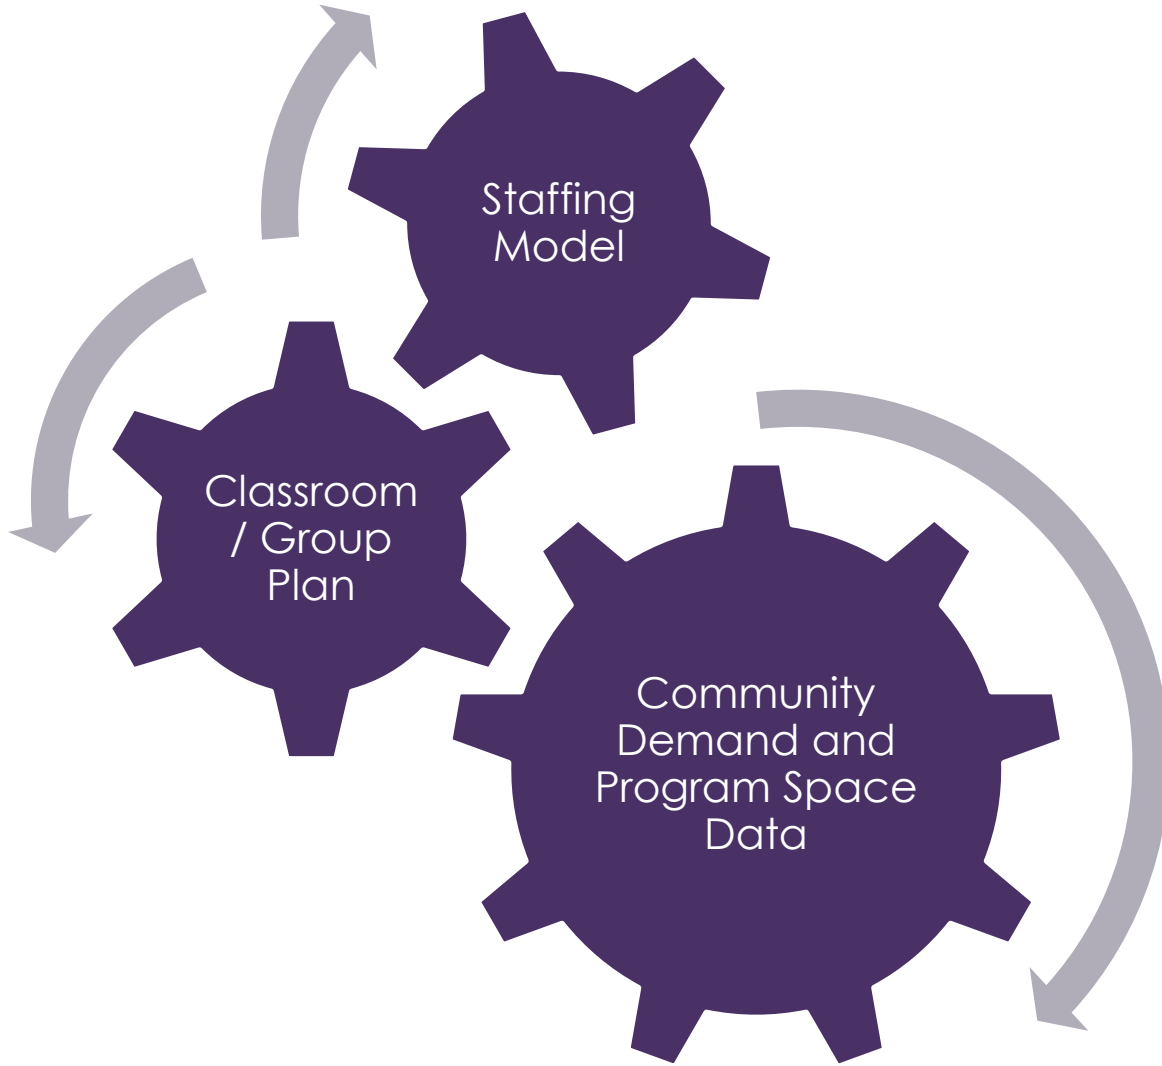 Staffing
Model
Classroom
/ Group
Plan
Community
Demand and
Program Space
Data